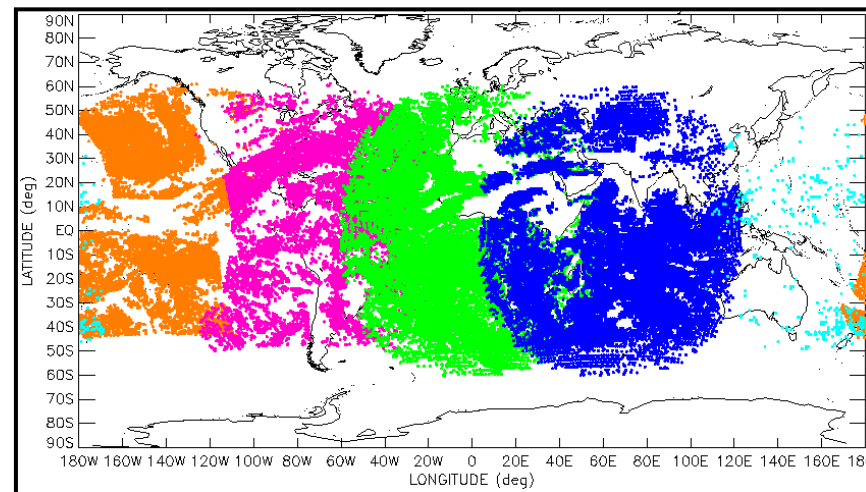 90N
80N
70N
60N
50N
40N
30N
20N
10N
EQ
10S
20S
30S
40S
50S
60S
70S
80S
90S
LATITUDE (deg)
180W 160W 140W 120W 100W 80W 60W 40W 20W 0 20E 40E 60E 80E 100E 120E 140E 160E 18
LONGITUDE (deg)